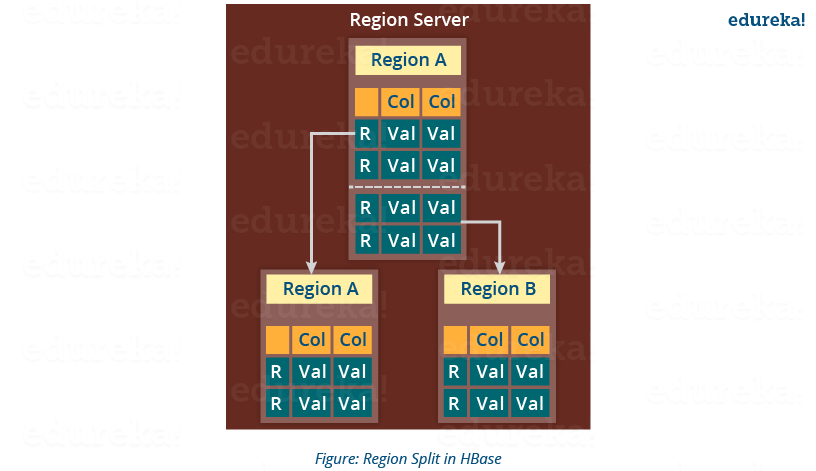 Region Server
edureka!
Region A
Col Col
R Val Val
R Val Val
R Val Val
R Val Val
Region A
Col Col
R Val Val
R Val Val
Region B
Col Col
R Val Val
R Val Val
Figure: Region Split in HBase